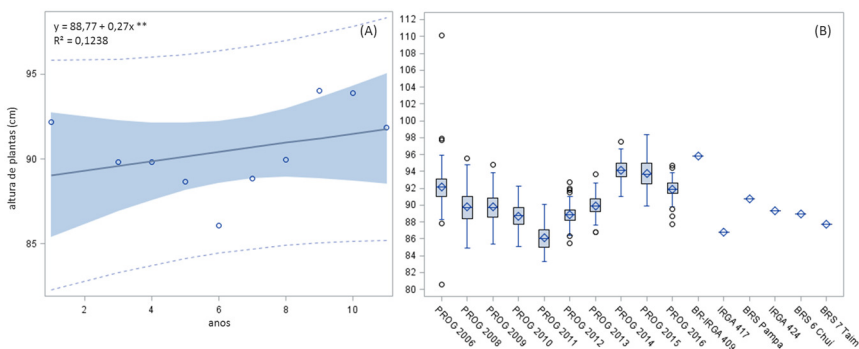 y = 88,77 + 0,27x **
R² = 0,1238
(A)
95
90
85
altura de plantas (cm)
2 4 6 8 10
anos
(B)
112
110
108
106
104
102
100
98
96
94
92
90
88
86
84
82
80
PROG 2006
PROG 2008
PROG 2009
PROG 2010
PROG 2011
PROG 2012
PROG 2013
PROG 2014
PROG 2015
PROG 2016
BR-IRGA 409
IRGA 417
BRS Pampa
IRGA 424
BRS 6 Chui
BRS 7 Taim